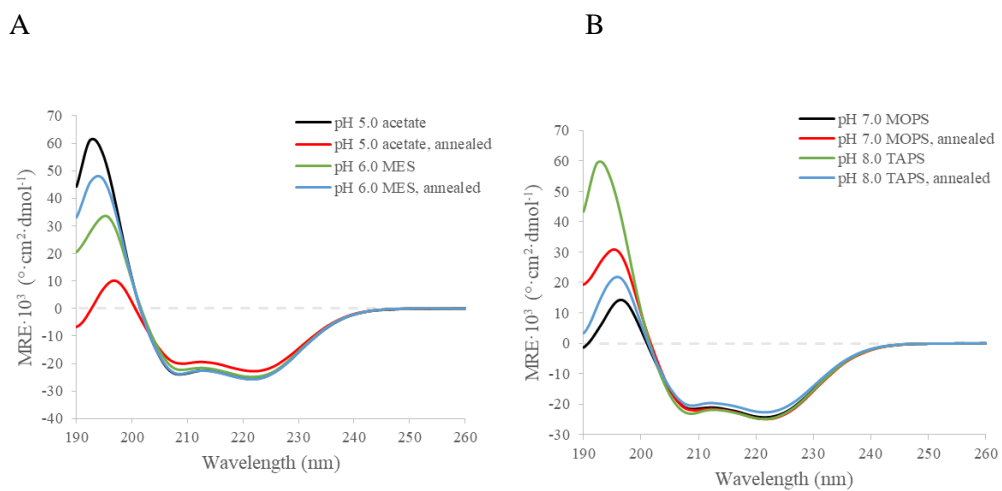 A
B
pH 5.0 acetate
pH 5.0 acetate, annealed
pH 6.0 MES
pH 6.0 MES, annealed
MRE·10³ (°·cm²·dmol⁻¹)
70
60
50
40
30
20
10
0
-10
-20
-30
-40
190 200 210 220 230 240 250 260
Wavelength (nm)
pH 7.0 MOPS
pH 7.0 MOPS, annealed
pH 8.0 TAPS
pH 8.0 TAPS, annealed
MRE·10³ (°·cm²·dmol⁻¹)
70
60
50
40
30
20
10
0
-10
-20
-30
190 200 210 220 230 240 250 260
Wavelength (nm)